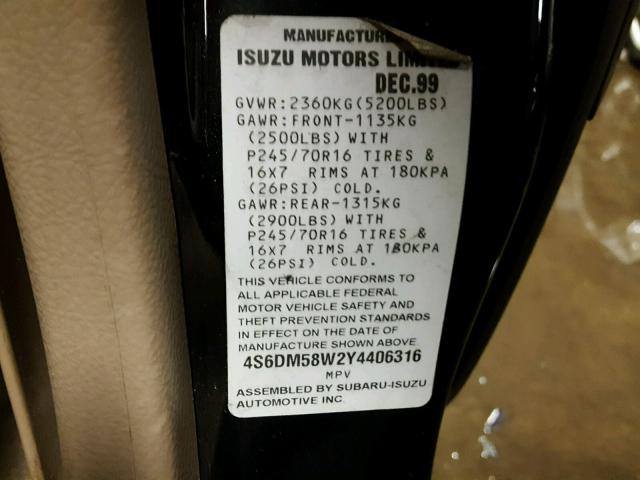 MANUFACTURE
ISUZU MOTORS LIM
DEC.99
GVWR:2360KG(5200LBS)
GAWR:FRONT-1135KG
(2500LBS) WITH
P245/70R16 TIRES &
16X7 RIMS AT 180KPA
(26PSI) COLD.
GAWR:REAR-1315KG
(2900LBS) WITH
P245/70R16 TIRES &
16X7 RIMS AT 180KPA
(26PSI) COLD.
THIS VEHICLE CONFORMS TO
ALL APPLICABLE FEDERAL
MOTOR VEHICLE SAFETY AND
THEFT PREVENTION STANDARDS
IN EFFECT ON THE DATE OF
MANUFACTURE SHOWN ABOVE
4S6DM58W2Y4406316
MPV
ASSEMBLED BY SUBARU-ISUZU
AUTOMOTIVE INC.